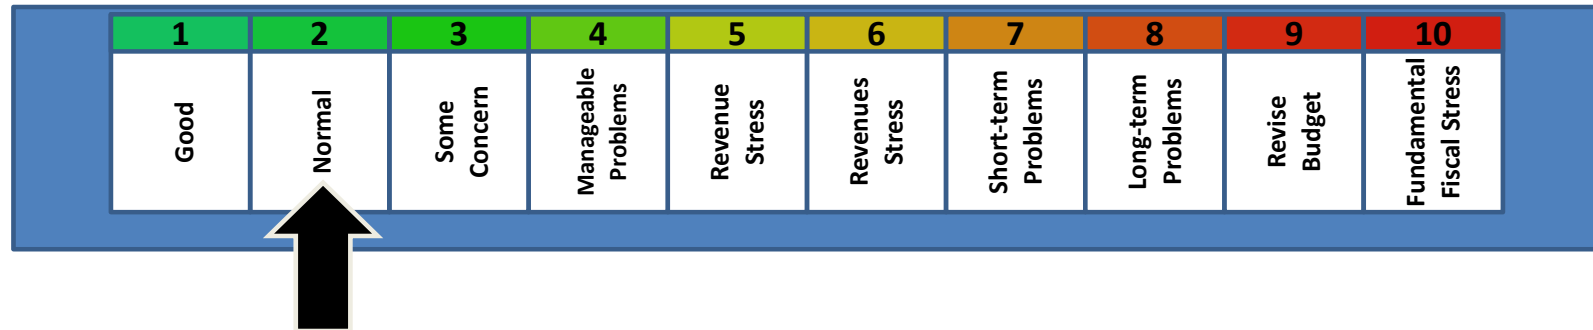 1 2 3 4 5 6 7 8 9 10
Good
Normal
Some
Concern
Manageable
Problems
Revenue
Stress
Revenues
Stress
Short-term
Problems
Long-term
Problems
Revise
Budget
Fundamental
Fiscal Stress